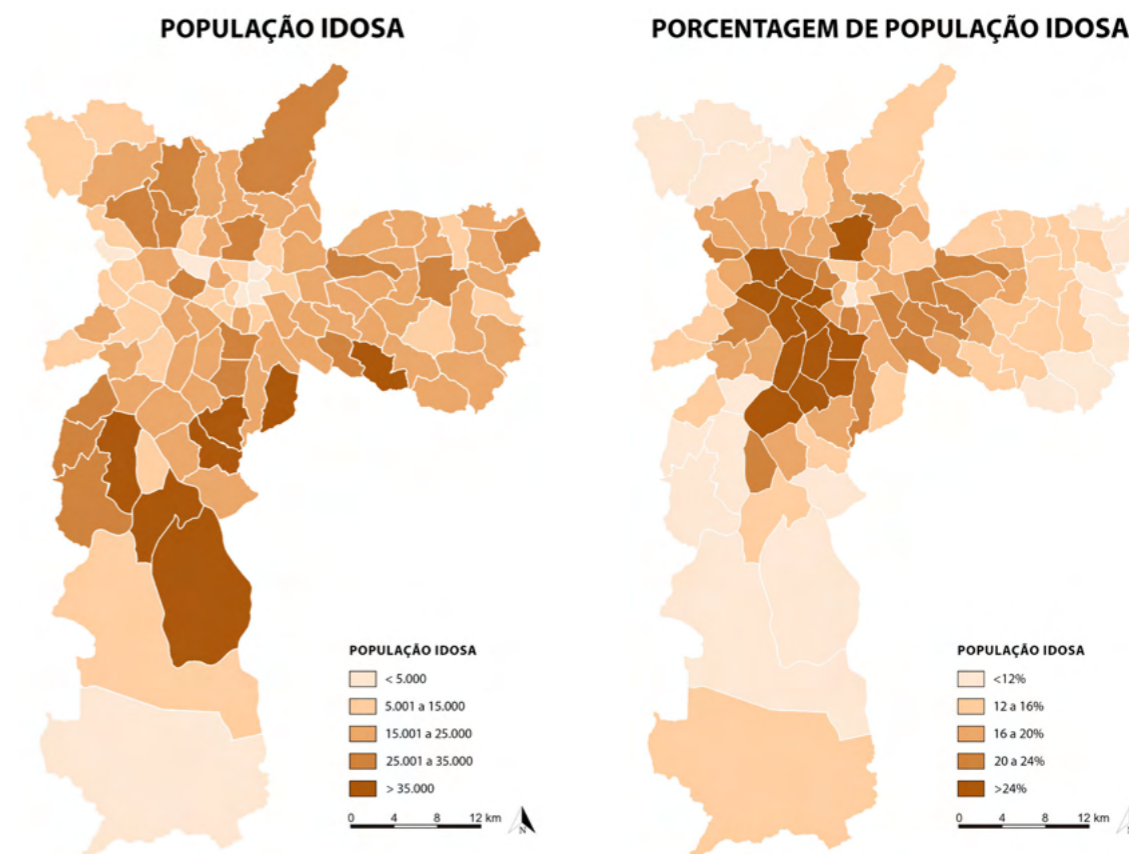 POPULAÇÃO IDOSA
POPULAÇÃO IDOSA
< 5.000
5.001 a 15.000
15.001 a 25.000
25.001 a 35.000
> 35.000
0 4 8 12 km
N
PORCENTAGEM DE POPULAÇÃO IDOSA
POPULAÇÃO IDOSA
<12%
12 a 16%
16 a 20%
20 a 24%
>24%
0 4 8 12 km
N